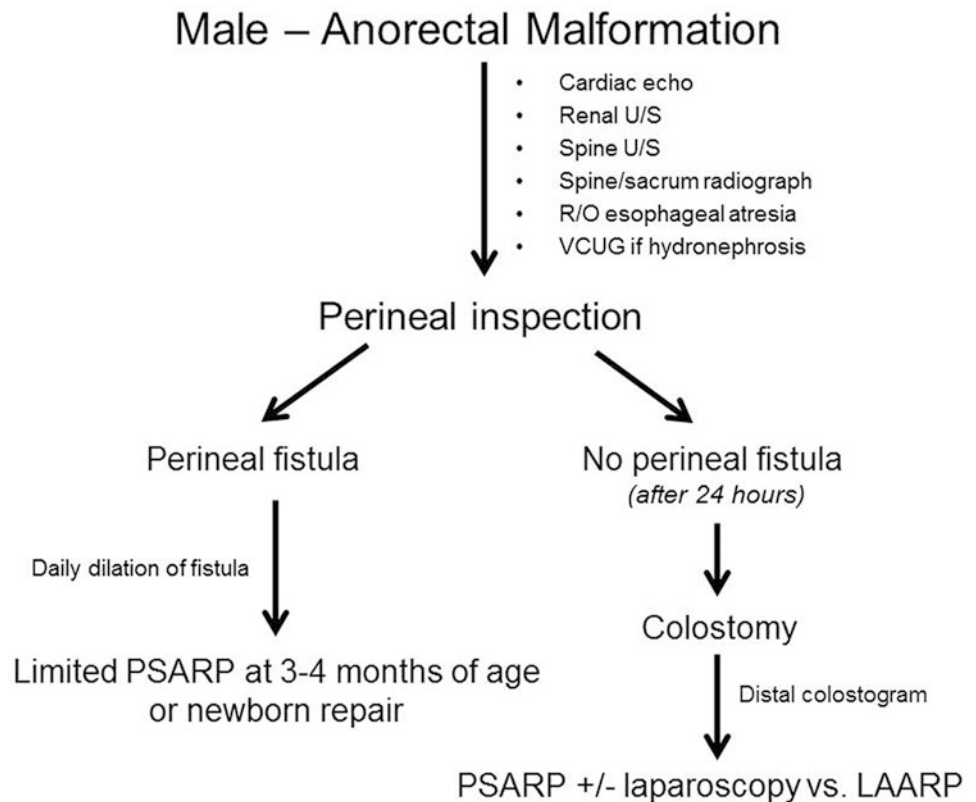 Male – Anorectal Malformation
• Cardiac echo
• Renal U/S
• Spine U/S
• Spine/sacrum radiograph
• R/O esophageal atresia
• VCUG if hydronephrosis
Perineal inspection
Perineal fistula
No perineal fistula
(after 24 hours)
Daily dilation of fistula
Colostomy
Limited PSARP at 3-4 months of age
or newborn repair
Distal colostogram
PSARP +/- laparoscopy vs. LAARP